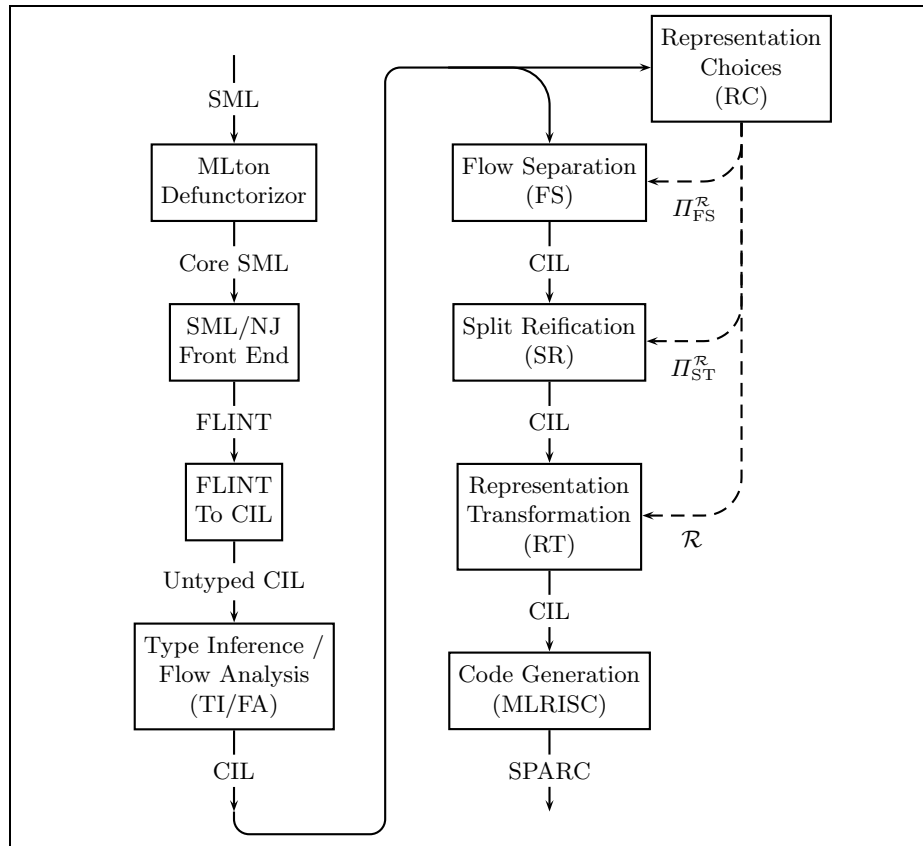 SML
MLton
Defunctorizor
Core SML
SML/NJ
Front End
FLINT
FLINT
To CIL
Untyped CIL
Type Inference /
Flow Analysis
(TI/FA)
CIL
Representation
Choices
(RC)
Flow Separation
(FS)
Π^ℛ_FS
CIL
Split Reification
(SR)
Π^ℛ_ST
CIL
Representation
Transformation
(RT)
ℛ
CIL
Code Generation
(MLRISC)
SPARC